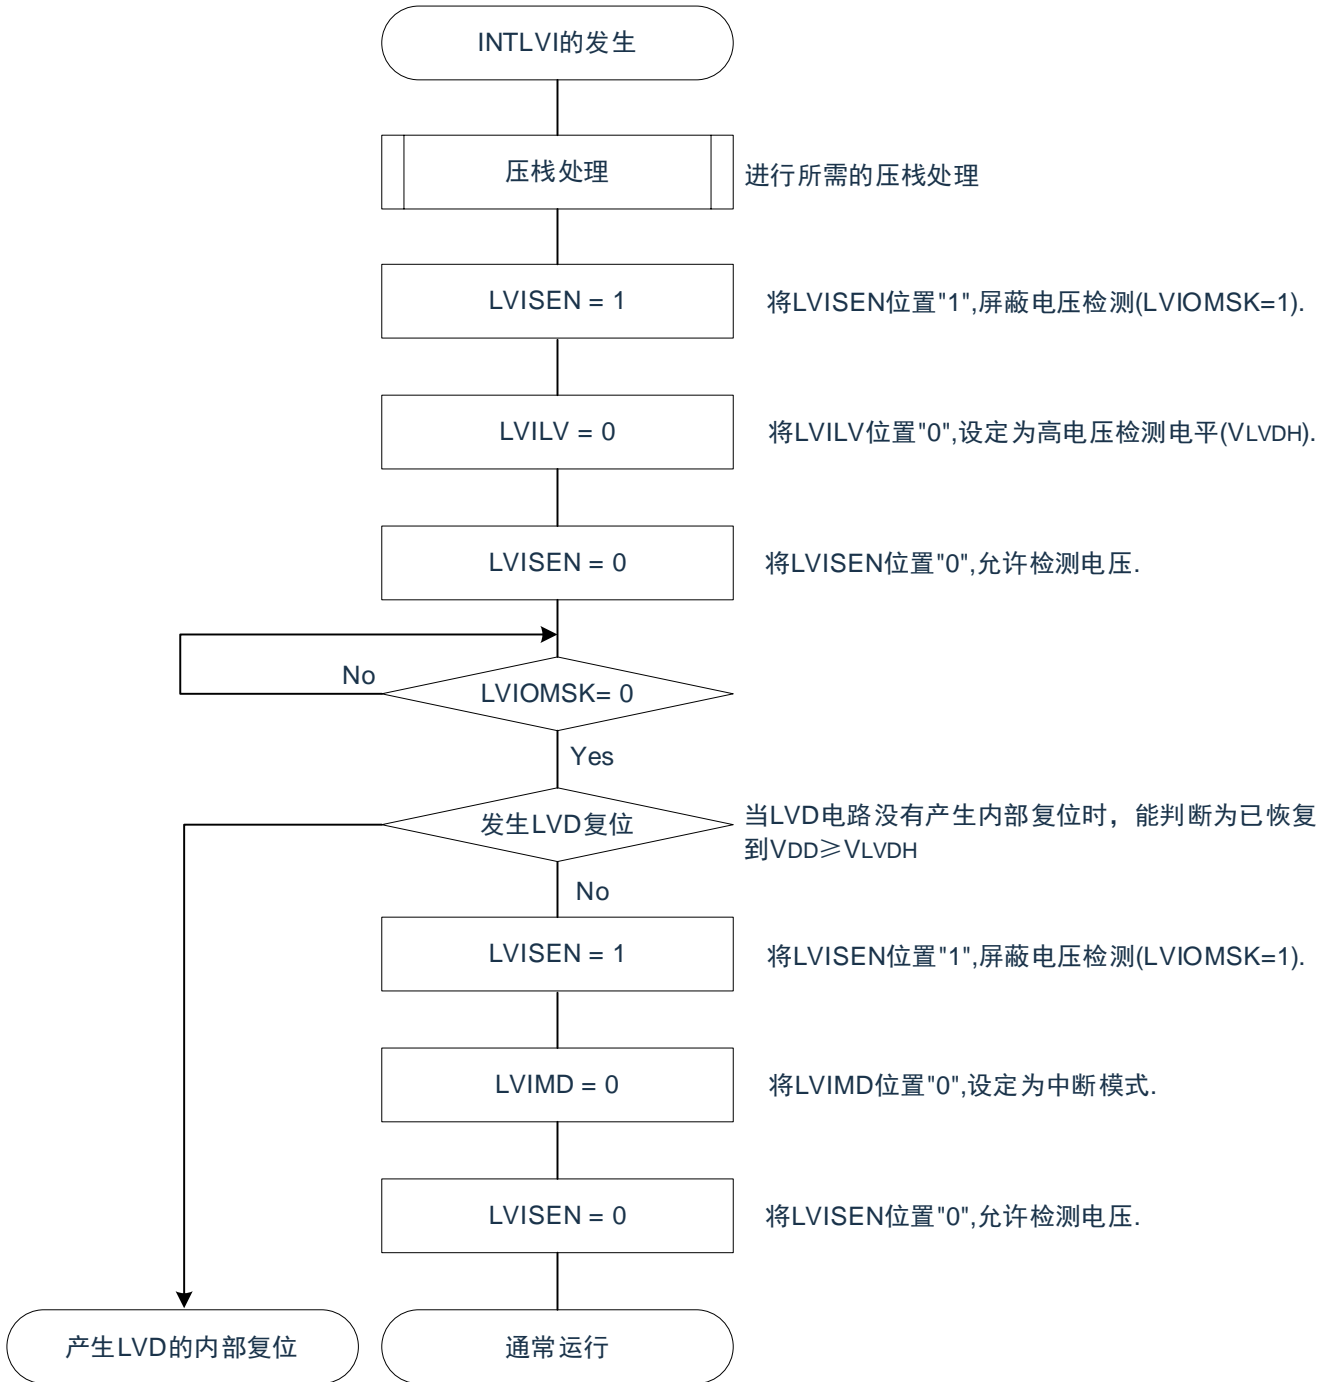 INTLVI的发生
压栈处理
进行所需的压栈处理
LVISEN = 1
将LVISEN位置"1",屏蔽电压检测(LVIOMSK=1).
LVILV = 0
将LVILV位置"0",设定为高电压检测电平(VLVDH).
LVISEN = 0
将LVISEN位置"0",允许检测电压.
No
LVIOMSK= 0
Yes
发生LVD复位
当LVD电路没有产生内部复位时，能判断为已恢复
到VDD≥VLVDH
No
LVISEN = 1
将LVISEN位置"1",屏蔽电压检测(LVIOMSK=1).
LVIMD = 0
将LVIMD位置"0",设定为中断模式.
LVISEN = 0
将LVISEN位置"0",允许检测电压.
产生LVD的内部复位
通常运行